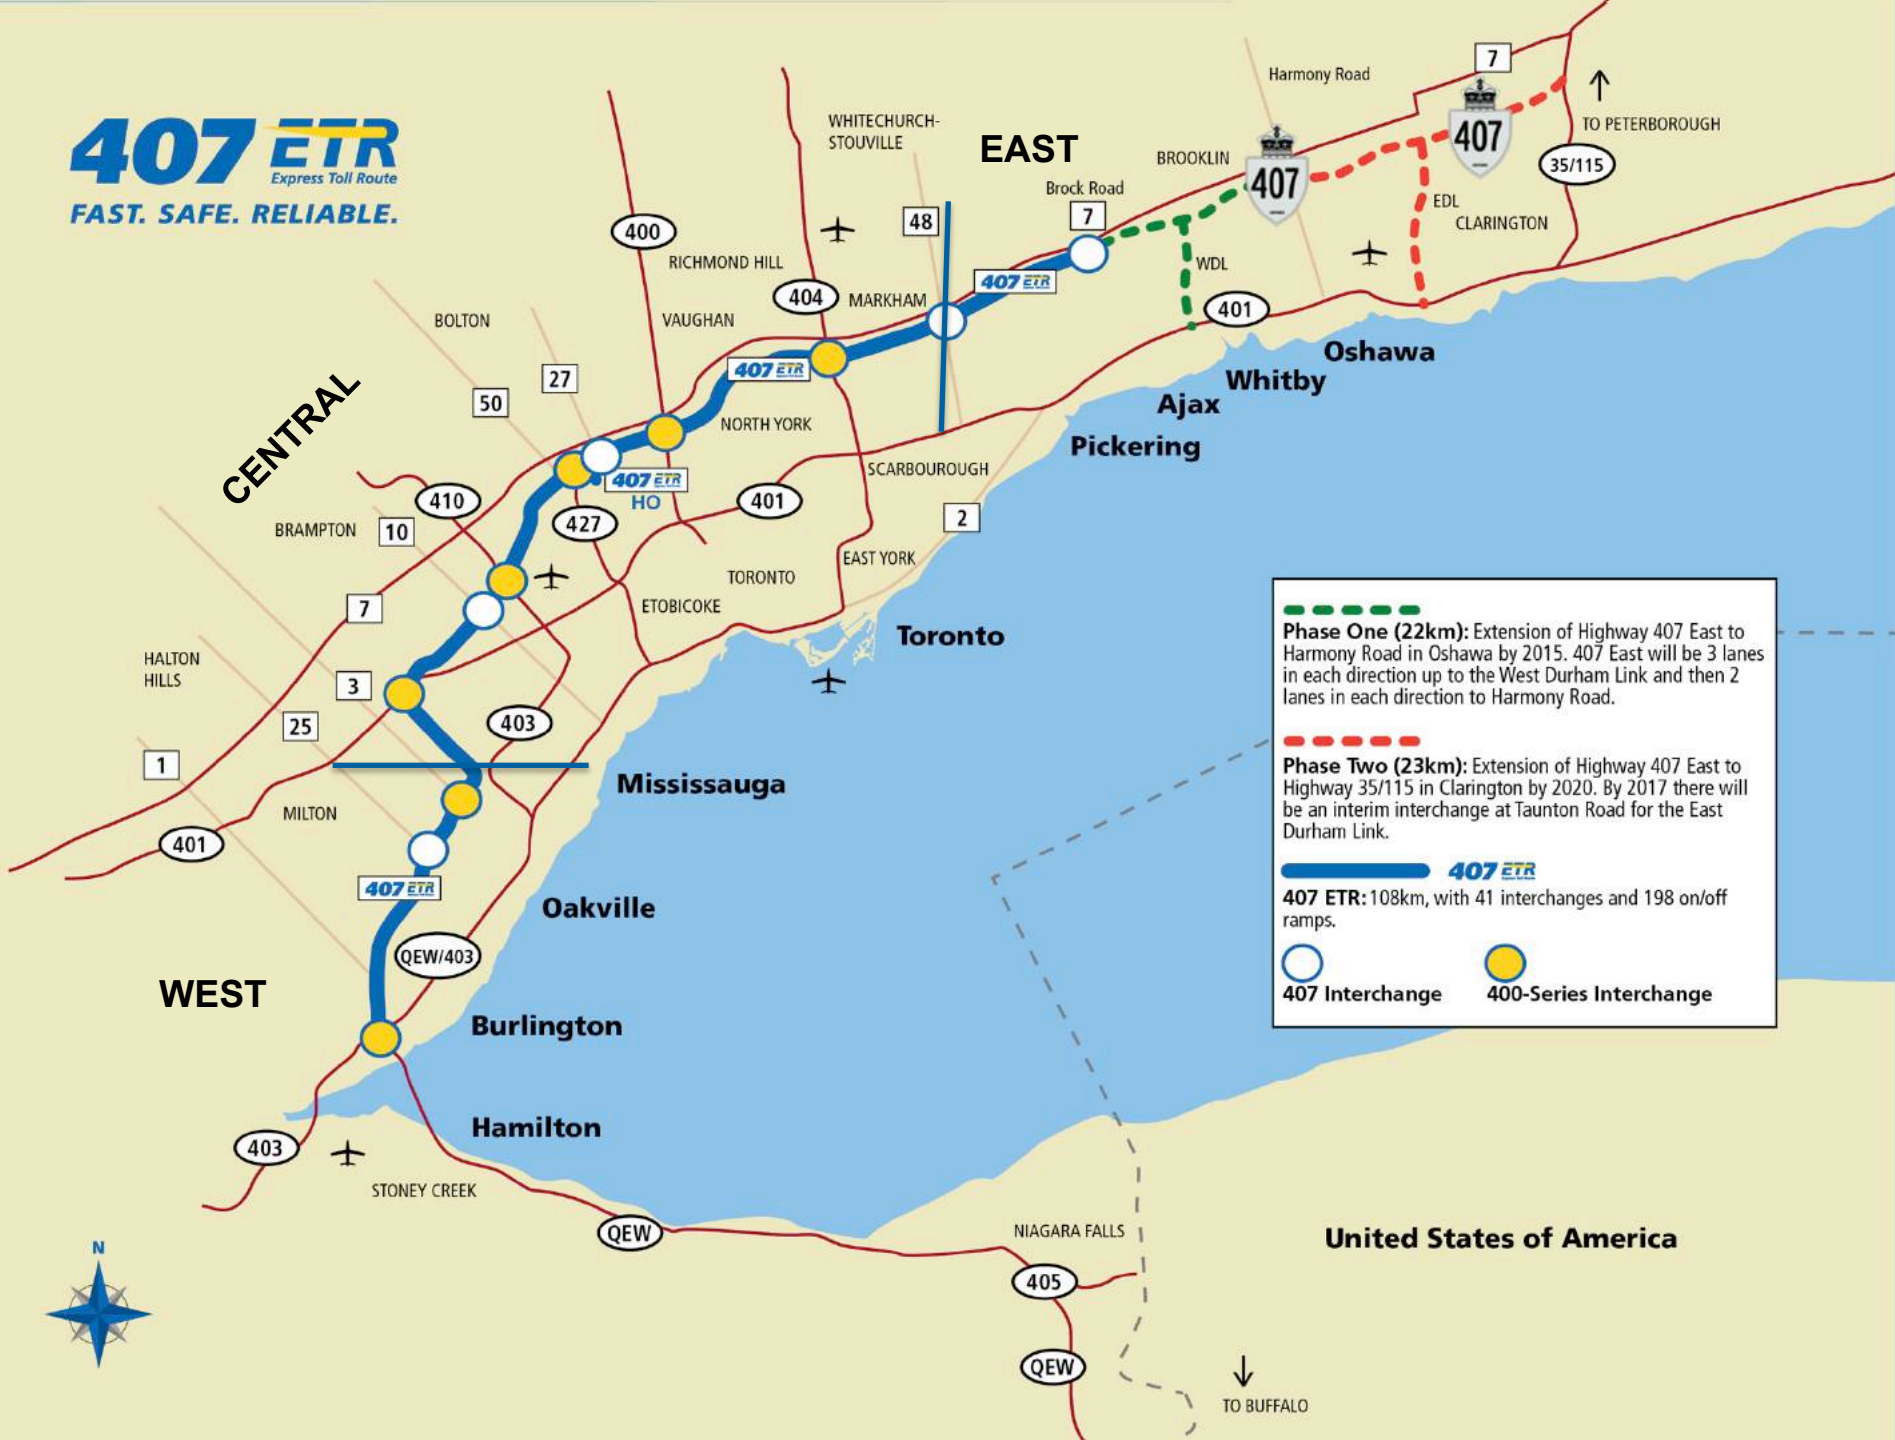 407 ETR
Express Toll Route
FAST. SAFE. RELIABLE.
Harmony Road
7
TO PETERBOROUGH
35/115
407
407
WHITECHURCH-
STOUVILLE
EAST
BROOKLIN
Brock Road
7
EDL
CLARINGTON
WDL
48
400
RICHMOND HILL
404
MARKHAM
407 ETR
401
BOLTON
VAUGHAN
Oshawa
Whitby
Ajax
Pickering
27
50
407 ETR
NORTH YORK
CENTRAL
SCARBOUROUGH
407 ETR
HO
410
401
427
2
BRAMPTON
10
EAST YORK
TORONTO
ETOBICOKE
7
Toronto
HALTON
HILLS
3
25
403
1
Mississauga
MILTON
401
407 ETR
Oakville
QEW/403
WEST
Burlington
Hamilton
403
STONEY CREEK
QEW
NIAGARA FALLS
405
QEW
TO BUFFALO
United States of America
N
Phase One (22km): Extension of Highway 407 East to
Harmony Road in Oshawa by 2015. 407 East will be 3 lanes
in each direction up to the West Durham Link and then 2
lanes in each direction to Harmony Road.
Phase Two (23km): Extension of Highway 407 East to
Highway 35/115 in Clarington by 2020. By 2017 there will
be an interim interchange at Taunton Road for the East
Durham Link.
407 ETR
407 ETR: 108km, with 41 interchanges and 198 on/off
ramps.
407 Interchange
400-Series Interchange